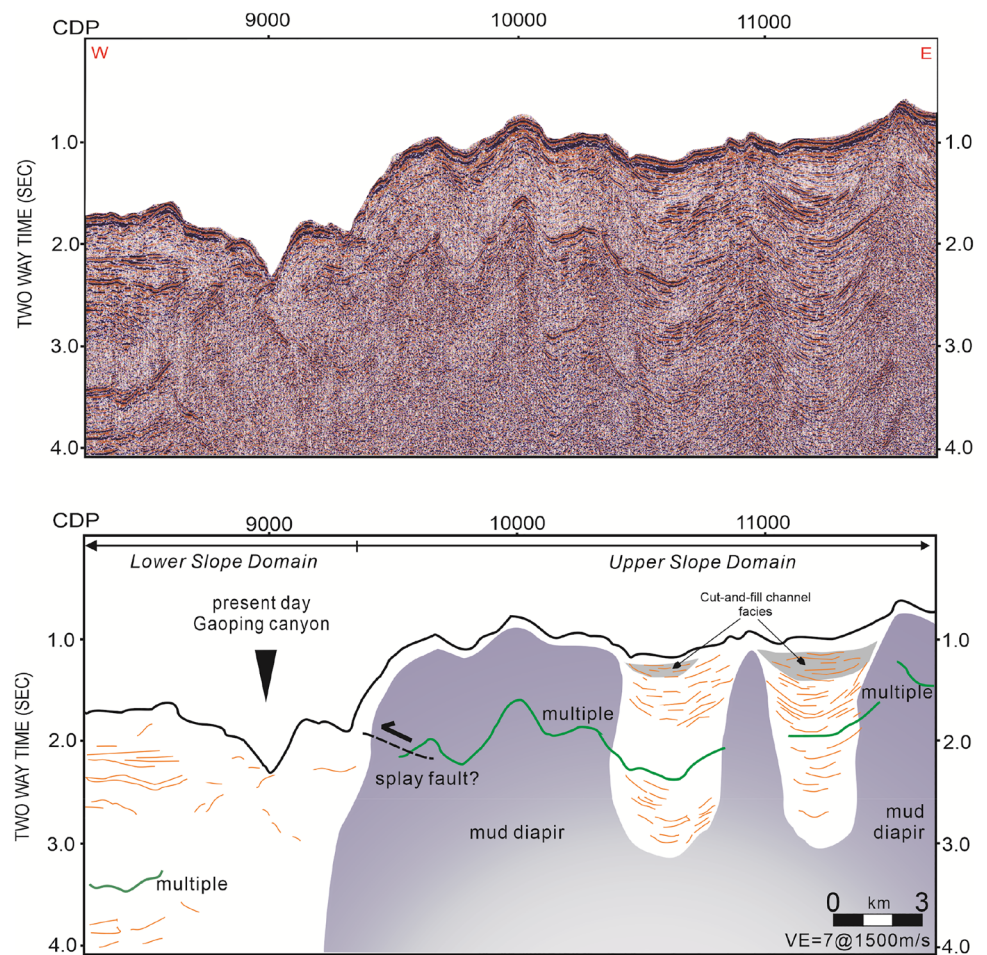 CDP
9000
10000
11000
W
E
TWO WAY TIME (SEC)
1.0
2.0
3.0
4.0
1.0
2.0
3.0
4.0
CDP
9000
10000
11000
Lower Slope Domain
Upper Slope Domain
present day
Gaoping canyon
Cut-and-fill channel
facies
TWO WAY TIME (SEC)
1.0
2.0
3.0
4.0
1.0
2.0
3.0
4.0
multiple
multiple
splay fault?
mud diapir
mud
diapir
multiple
0 km 3
VE=7@1500m/s